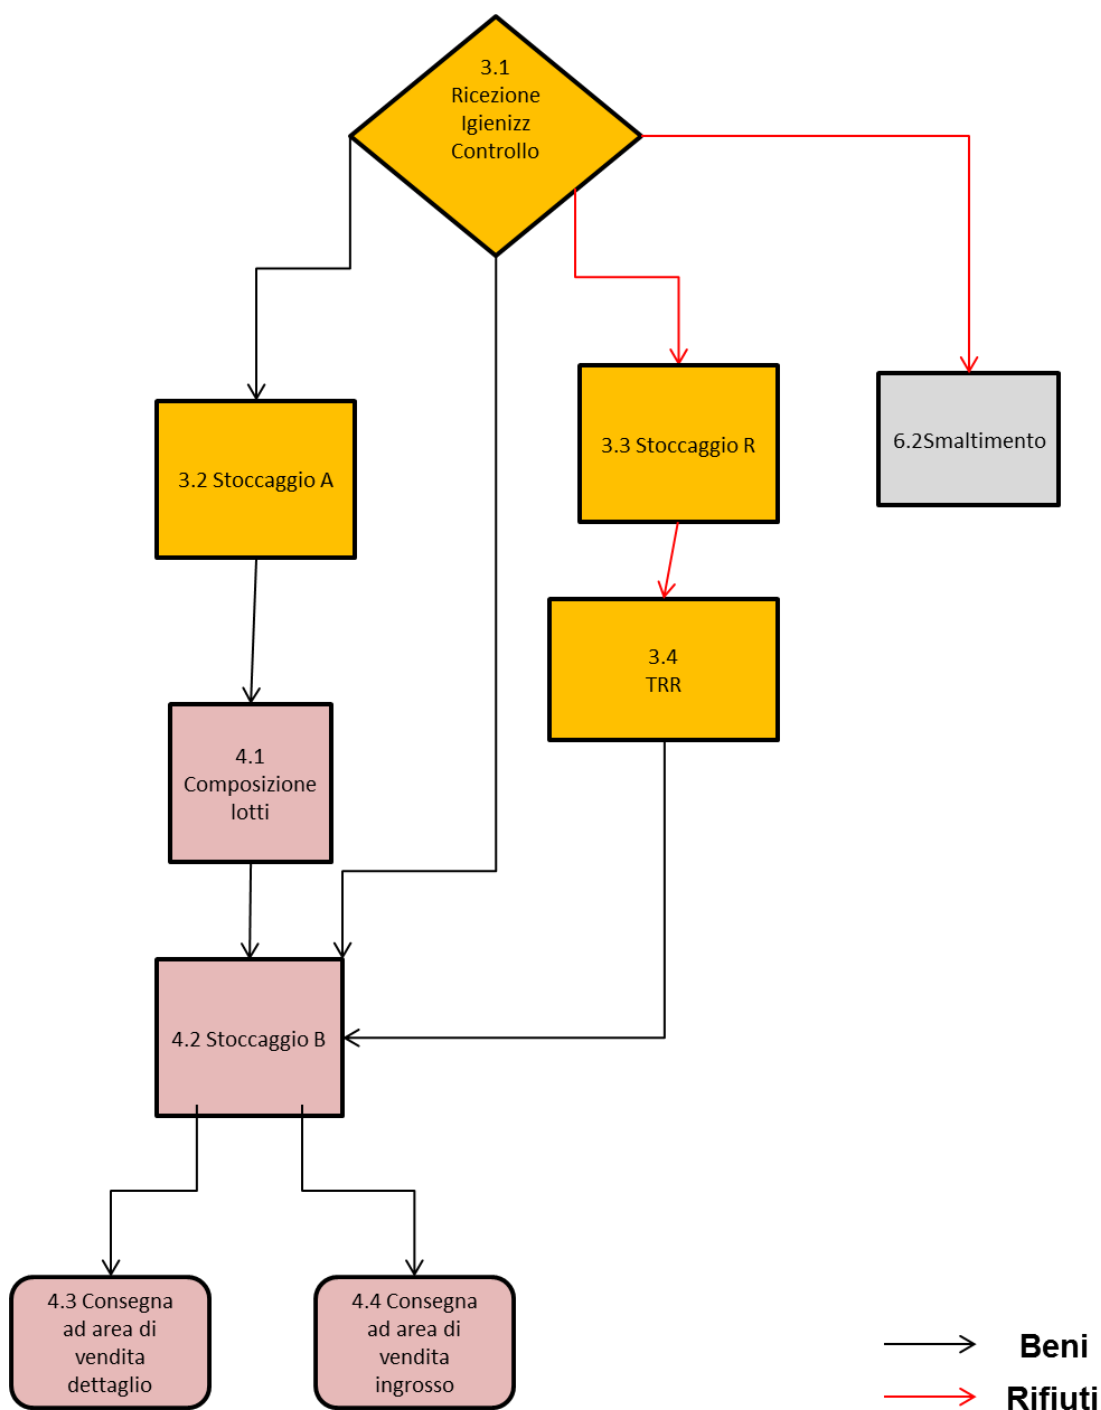 3.1
Ricezione
Igienizz
Controllo
3.2 Stoccaggio A
3.3 Stoccaggio R
6.2Smaltimento
3.4
TRR
4.1
Composizione
lotti
4.2 Stoccaggio B
4.3 Consegna
ad area di
vendita
dettaglio
4.4 Consegna
ad area di
vendita
ingrosso
Beni
Rifiuti